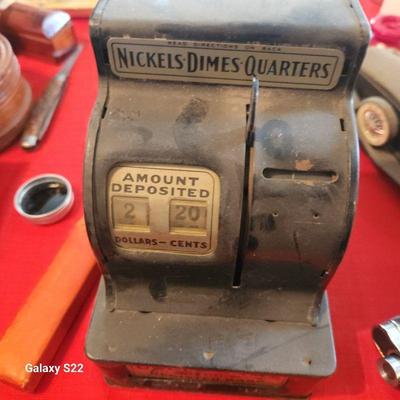 READ DIRECTIONS ON BACK
NICKELS·DIMES·QUARTERS
AMOUNT
DEPOSITED
2 20
DOLLARS—CENTS
Galaxy S22